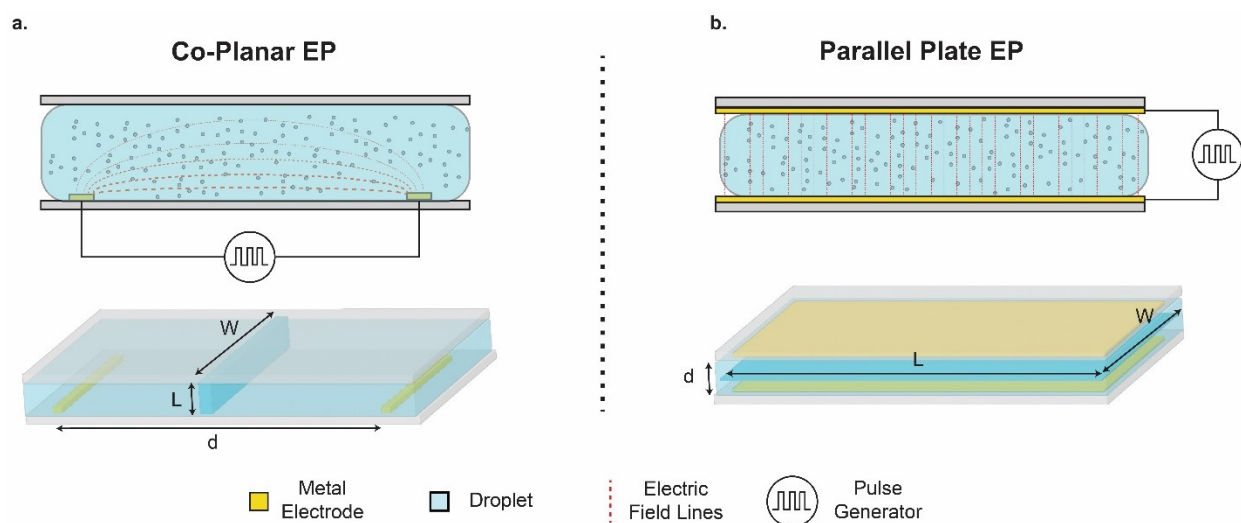 a.
Co-Planar EP
W
L
d
b.
Parallel Plate EP
W
L
d
Metal
Electrode
Droplet
Electric
Field Lines
Pulse
Generator